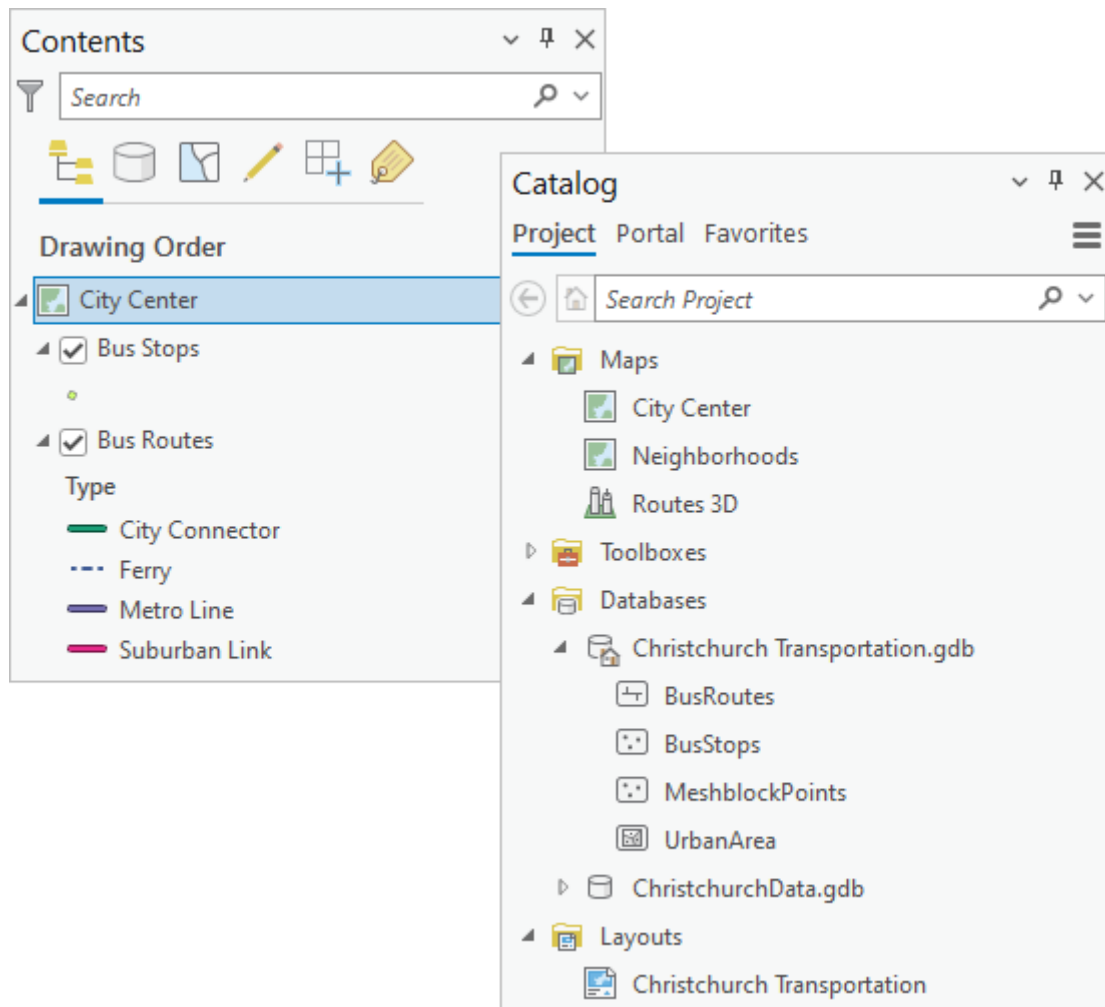 Contents
Search
Drawing Order
City Center
Bus Stops
Bus Routes
Type
City Connector
Ferry
Metro Line
Suburban Link
Catalog
Project Portal Favorites
Search Project
Maps
City Center
Neighborhoods
Routes 3D
Toolboxes
Databases
Christchurch Transportation.gdb
BusRoutes
BusStops
MeshblockPoints
UrbanArea
ChristchurchData.gdb
Layouts
Christchurch Transportation